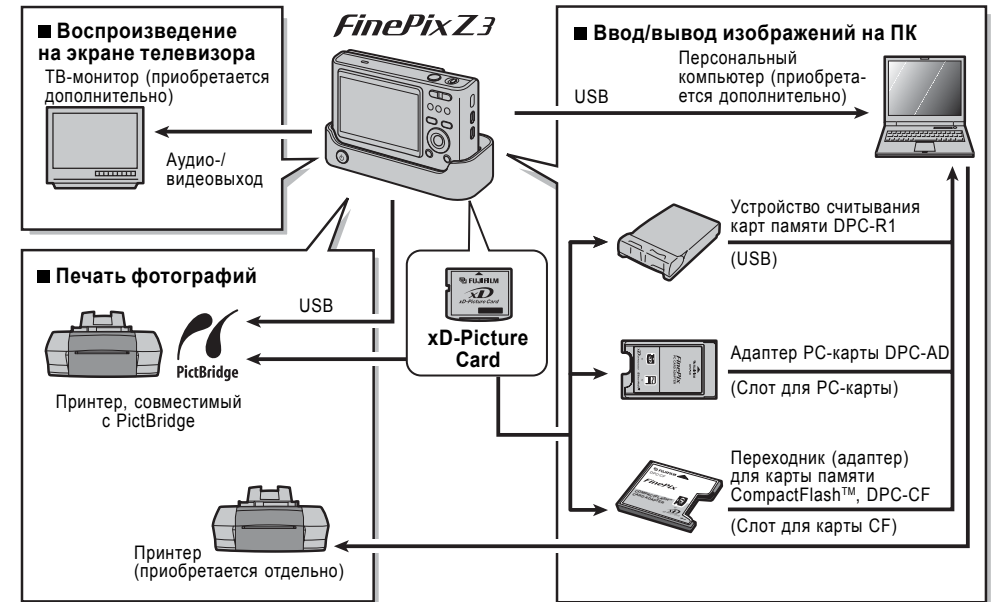 FinePix Z3
■ Воспроизведение
на экране телевизора
ТВ-монитор (приобретается
дополнительно)
Аудио-/
видеовыход
■ Печать фотографий
USB
PictBridge
Принтер, совместимый
с PictBridge
Принтер
(приобретается отдельно)
FUJIFILM
xD
xD-Picture Card
xD-Picture
Card
■ Ввод/вывод изображений на ПК
Персональный
компьютер (приобрета-
ется дополнительно)
USB
Устройство считывания
карт памяти DPC-R1
(USB)
FinePix
Адаптер PC-карты DPC-AD
(Слот для PC-карты)
FinePix
xD
Переходник (адаптер)
для карты памяти
CompactFlash™, DPC-CF
(Слот для карты CF)